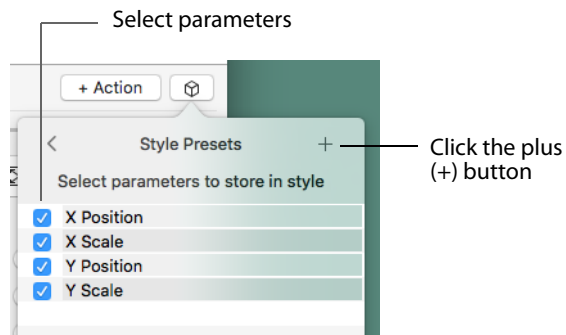 Select parameters
+ Action
Style Presets
Click the plus
(+) button
Select parameters to store in style
X Position
X Scale
Y Position
Y Scale